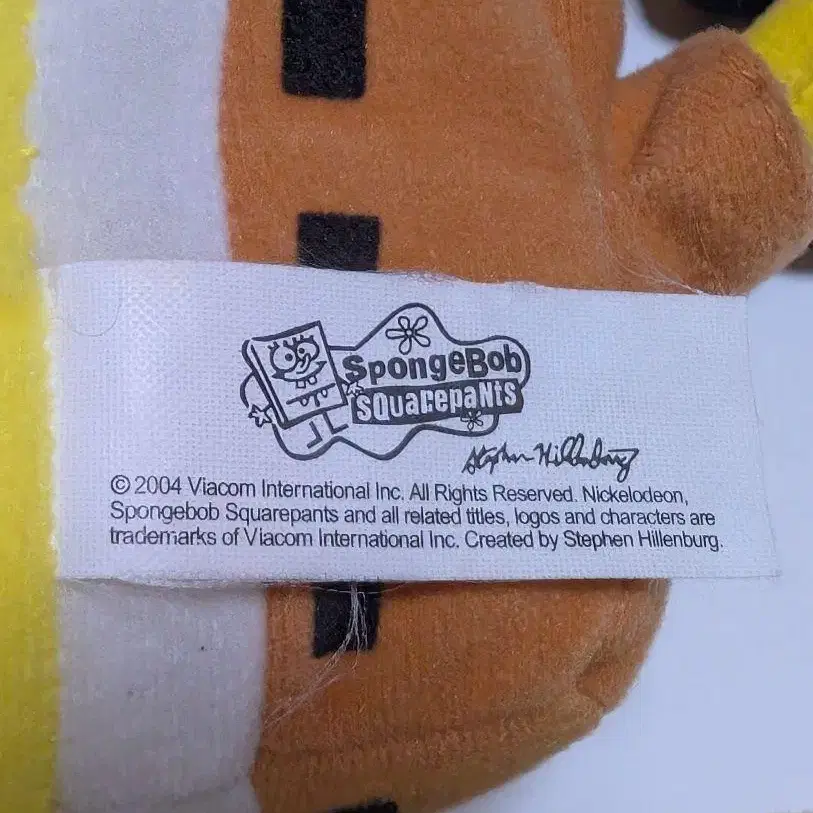 SpongeBob
SQUAREPANTS
Stephen Hillenburg
© 2004 Viacom International Inc. All Rights Reserved. Nickelodeon,
Spongebob Squarepants and all related titles, logos and characters are
trademarks of Viacom International Inc. Created by Stephen Hillenburg.